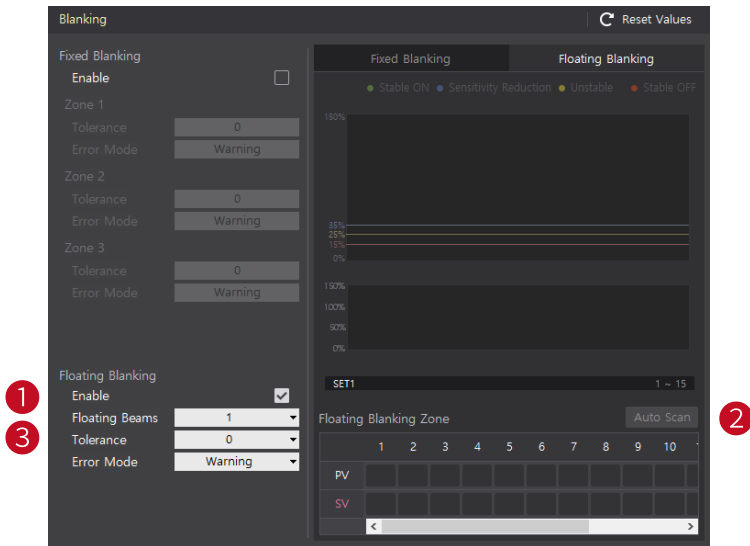 Blanking
Reset Values
Fixed Blanking
Enable
Zone 1
Tolerance 0
Error Mode Warning
Zone 2
Tolerance 0
Error Mode Warning
Zone 3
Tolerance 0
Error Mode Warning
1
Floating Blanking
Enable
Floating Beams 1
3
Tolerance 0
Error Mode Warning
Fixed Blanking Floating Blanking
Stable ON Sensitivity Reduction Unstable Stable OFF
150%
35%
25%
15%
0%
150%
100%
50%
0%
SET1 1 ~ 15
Floating Blanking Zone Auto Scan
2
1 2 3 4 5 6 7 8 9 10
PV
SV